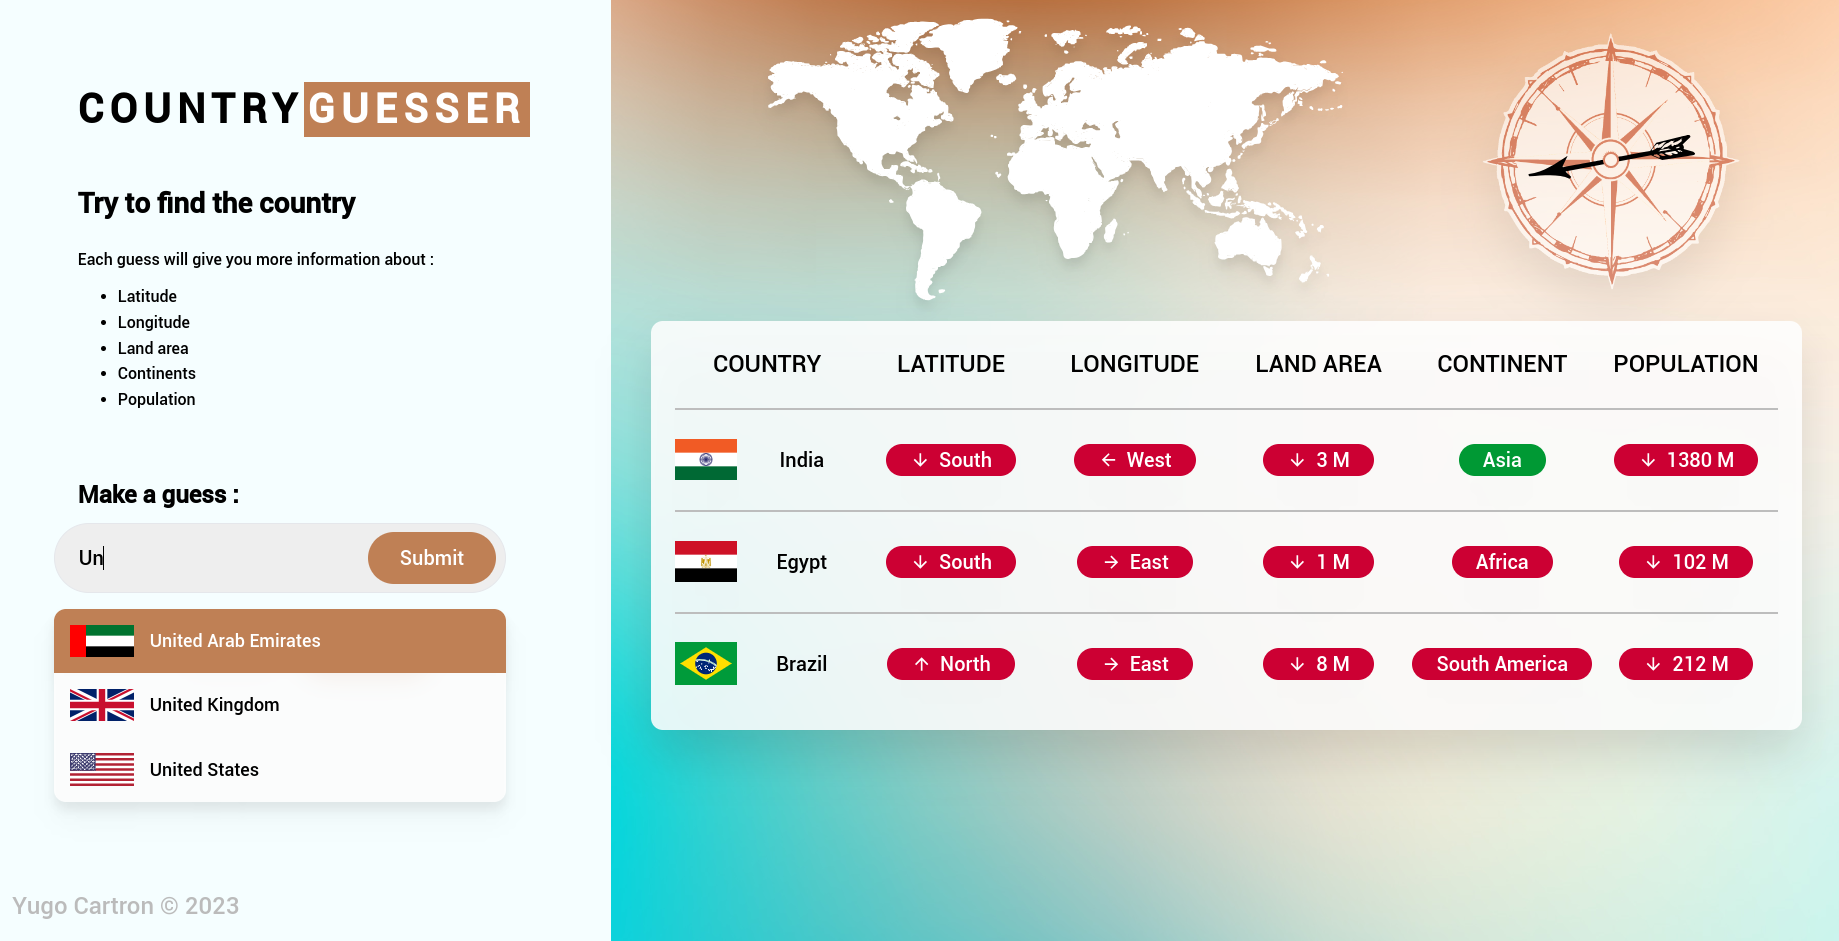 COUNTRYGUESSER
Try to find the country
Each guess will give you more information about :
• Latitude
• Longitude
• Land area
• Continents
• Population
Make a guess :
Un
Submit
United Arab Emirates
United Kingdom
United States
Yugo Cartron © 2023
COUNTRY LATITUDE LONGITUDE LAND AREA CONTINENT POPULATION
India ↓ South ← West ↓ 3 M Asia ↓ 1380 M
Egypt ↓ South → East ↓ 1 M Africa ↓ 102 M
Brazil ↑ North → East ↓ 8 M South America ↓ 212 M